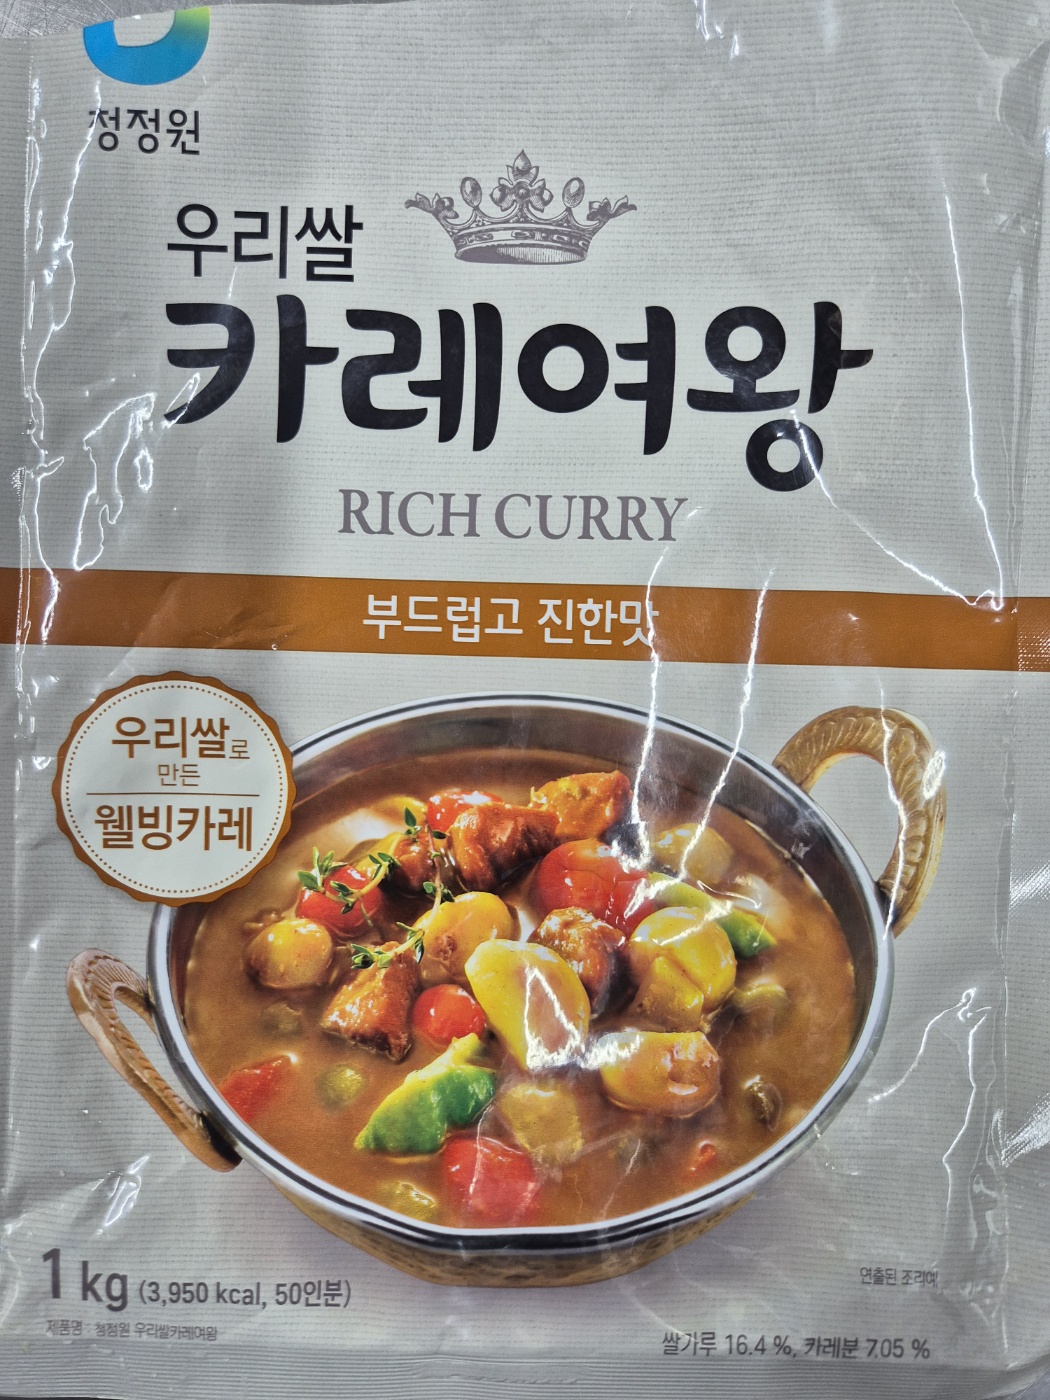 청정원
우리쌀
카레여왕
RICH CURRY
부드럽고 진한맛
우리쌀로
만든
웰빙카레
1kg (3,950 kcal, 50인분)
제품명 : 청정원 우리쌀카레여왕
연출된 조리예
쌀가루 16.4 %, 카레분 7.05 %